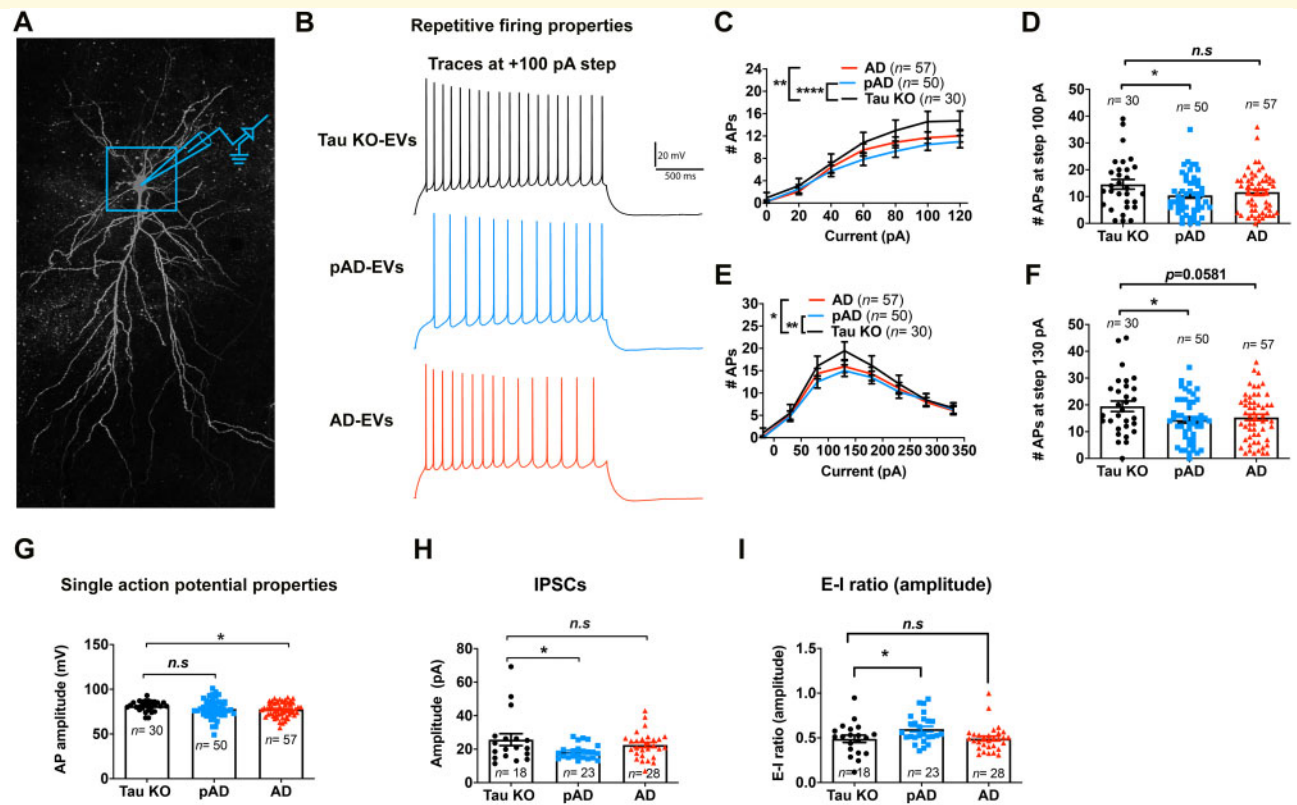 A
B
Repetitive firing properties
Traces at +100 pA step
Tau KO-EVs
20 mV
500 ms
pAD-EVs
AD-EVs
C
AD (n= 57)
pAD (n= 50)
Tau KO (n= 30)
**
****
# APs
24
20
16
12
8
4
0
0 20 40 60 80 100 120
Current (pA)
D
n.s
*
n= 30
50
57
# APs at step 100 pA
50
40
30
20
10
0
Tau KO pAD AD
E
AD (n= 57)
pAD (n= 50)
Tau KO (n= 30)
*
**
# APs
30
25
20
15
10
5
0
0 50 100 150 200 250 300 350
Current (pA)
F
p=0.0581
*
n= 30
50
57
# APs at step 130 pA
50
40
30
20
10
0
Tau KO pAD AD
G
Single action potential properties
*
n.s
AP amplitude (mV)
150
100
50
0
n= 30
n= 50
n= 57
Tau KO pAD AD
H
IPSCs
n.s
*
Amplitude (pA)
80
60
40
20
0
n= 18 n= 23 n= 28
Tau KO pAD AD
I
E-I ratio (amplitude)
n.s
*
E-I ratio (amplitude)
1.5
1.0
0.5
0.0
n= 18 n= 23 n= 28
Tau KO pAD AD